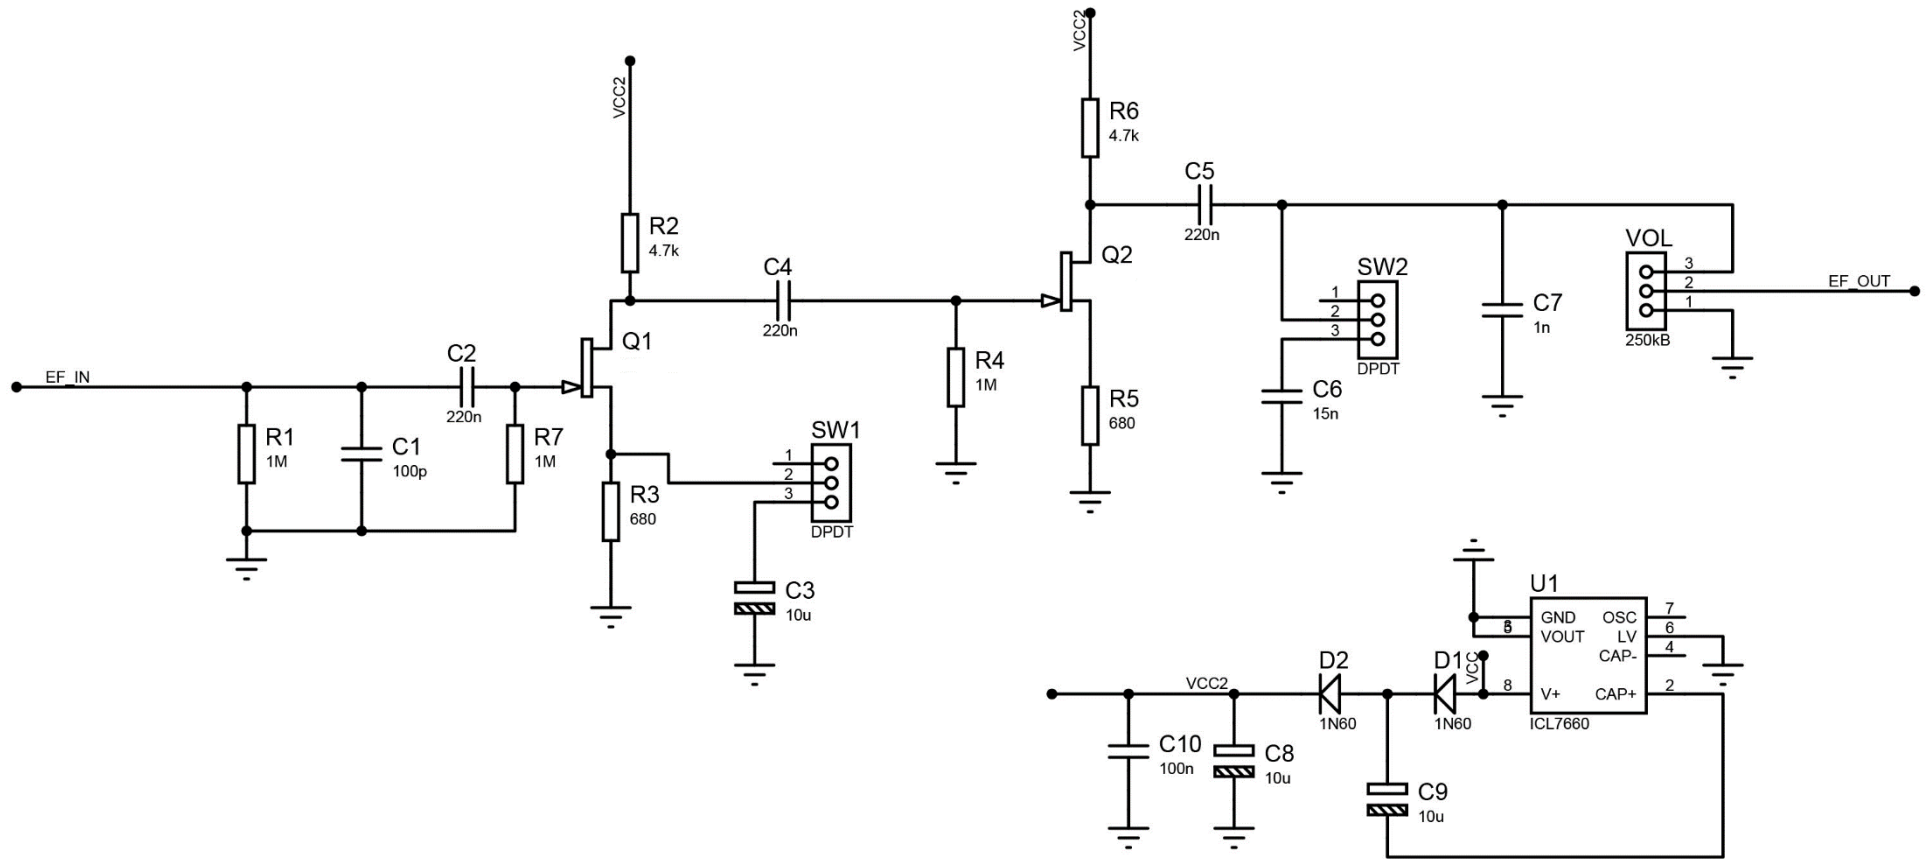 VCC2
VCC2
R6
4.7k
R2
4.7k
C5
220n
Q2
C4
220n
VOL
3
2
1
250kB
EF_OUT
SW2
1
2
3
DPDT
C7
1n
Q1
C2
220n
EF_IN
R4
1M
C6
15n
R5
680
R1
1M
C1
100p
R7
1M
SW1
1
2
3
DPDT
R3
680
C3
10u
U1
GND
VOUT
V+
OSC
LV
CAP-
CAP+
7
6
4
2
5
8
ICL7660
D2
1N60
D1
1N60
VCC
VCC2
C10
100n
C8
10u
C9
10u